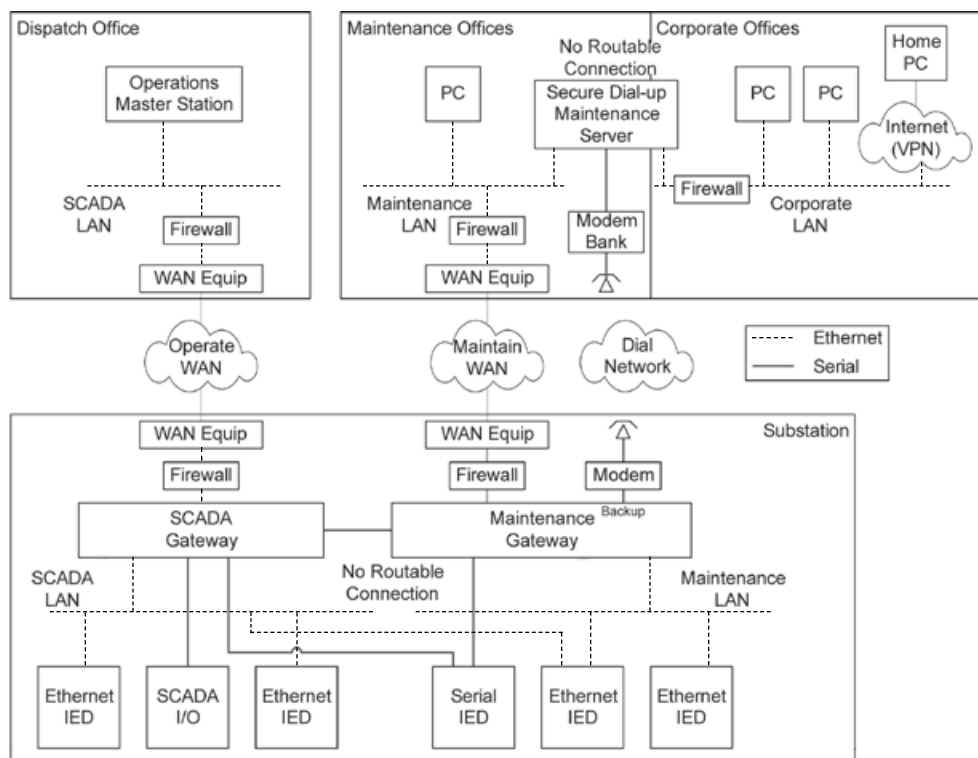 Dispatch Office
Maintenance Offices
Corporate Offices
Operations
Master Station
PC
No Routable
Connection
Secure Dial-up
Maintenance
Server
PC
PC
Home
PC
Internet
(VPN)
SCADA
LAN
Firewall
WAN Equip
Maintenance
LAN
Firewall
WAN Equip
Modem
Bank
Firewall
Corporate
LAN
Operate
WAN
Maintain
WAN
Dial
Network
Ethernet
Serial
Substation
WAN Equip
Firewall
WAN Equip
Firewall
Modem
SCADA
Gateway
Maintenance
Gateway
Backup
SCADA
LAN
No Routable
Connection
Maintenance
LAN
Ethernet
IED
SCADA
I/O
Ethernet
IED
Serial
IED
Ethernet
IED
Ethernet
IED